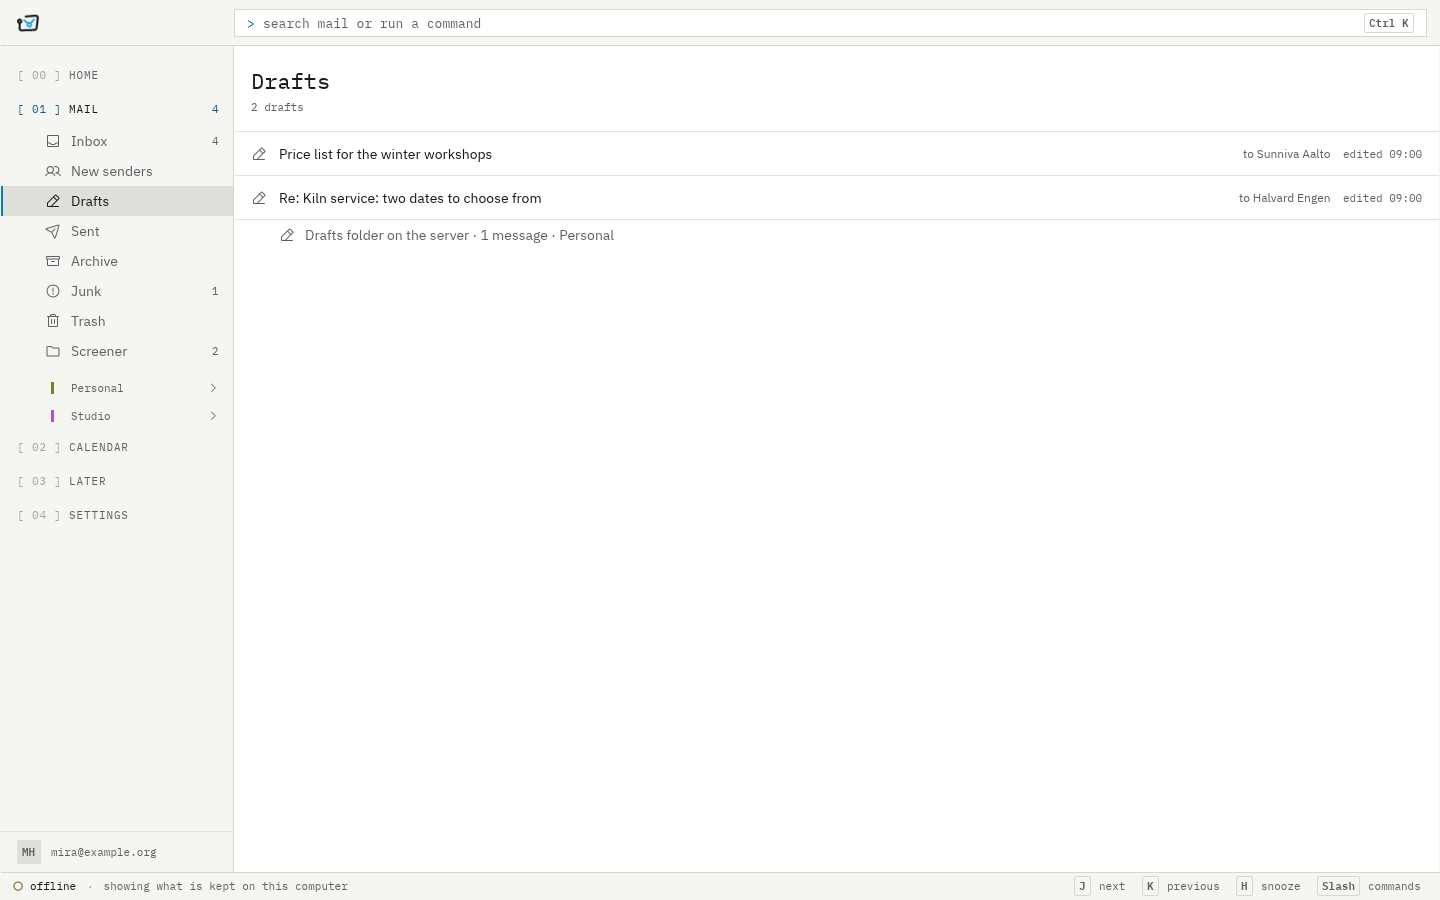 > search mail or run a command Ctrl K
[ 00 ] HOME
[ 01 ] MAIL 4
Inbox 4
New senders
Drafts
Sent
Archive
Junk 1
Trash
Screener 2
Personal
Studio
[ 02 ] CALENDAR
[ 03 ] LATER
[ 04 ] SETTINGS
MH mira@example.org
Drafts
2 drafts
Price list for the winter workshops to Sunniva Aalto edited 09:00
Re: Kiln service: two dates to choose from to Halvard Engen edited 09:00
Drafts folder on the server · 1 message · Personal
offline · showing what is kept on this computer J next K previous H snooze Slash commands